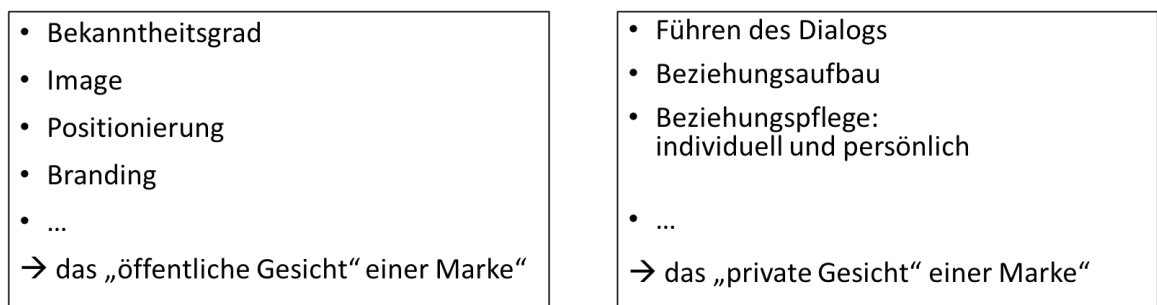 • Bekanntheitsgrad
• Image
• Positionierung
• Branding
• ...
→ das „öffentliche Gesicht“ einer Marke“
• Führen des Dialogs
• Beziehungsaufbau
• Beziehungspflege:
individuell und persönlich
• ...
→ das „private Gesicht“ einer Marke“